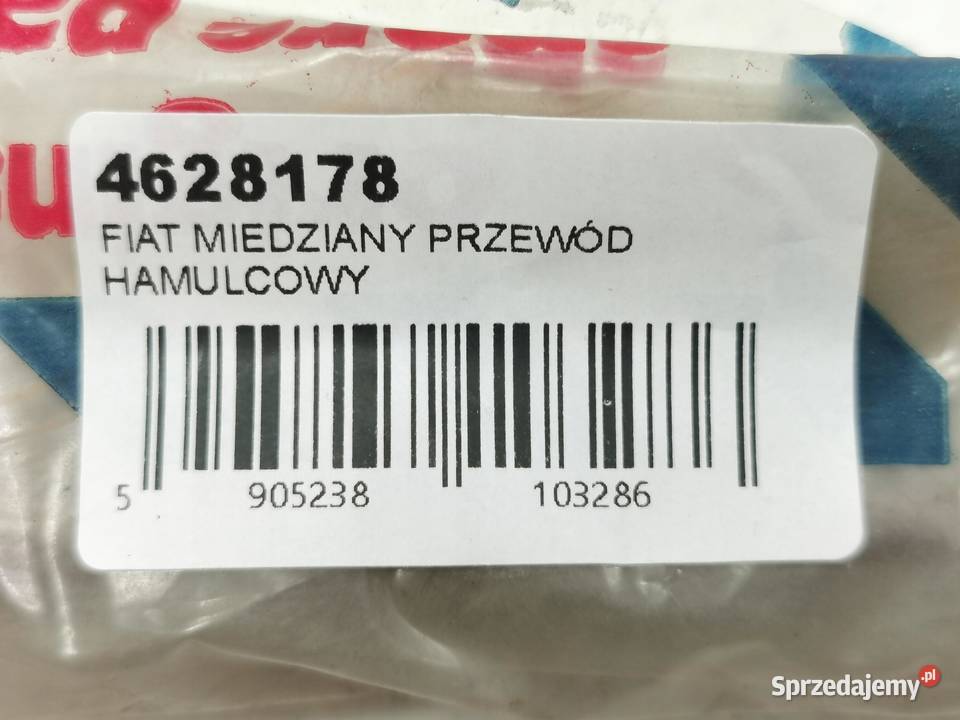 4628178
FIAT MIEDZIANY PRZEWÓD
HAMULCOWY
5 905238 103286
Sprzedajemy.pl